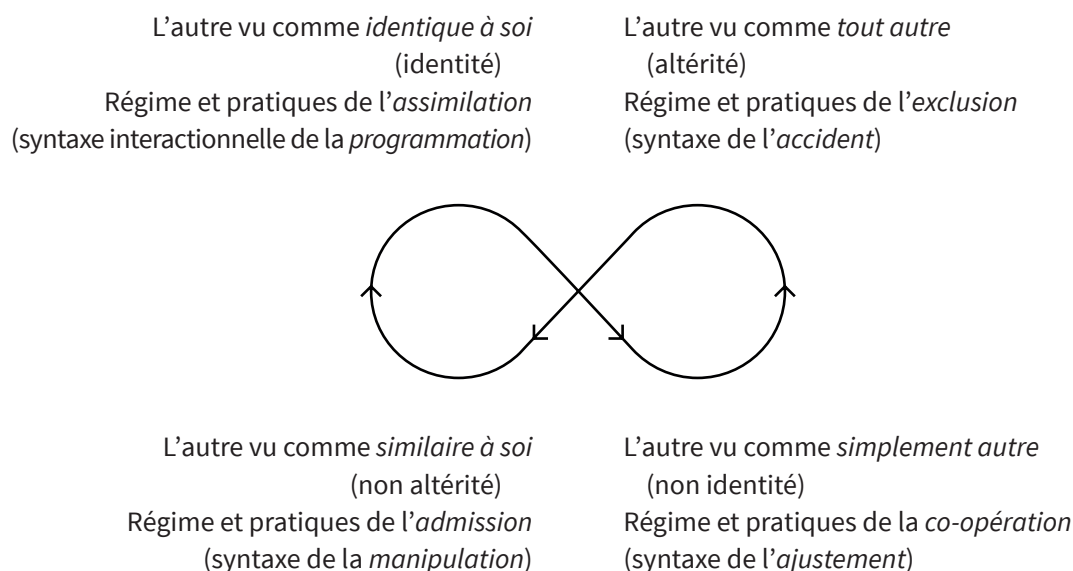 L’autre vu comme identique à soi
(identité)
Régime et pratiques de l’assimilation
(syntaxe interactionnelle de la programmation)
L’autre vu comme tout autre
(altérité)
Régime et pratiques de l’exclusion
(syntaxe de l’accident)
L’autre vu comme similaire à soi
(non altérité)
Régime et pratiques de l’admission
(syntaxe de la manipulation)
L’autre vu comme simplement autre
(non identité)
Régime et pratiques de la co-opération
(syntaxe de l’ajustement)